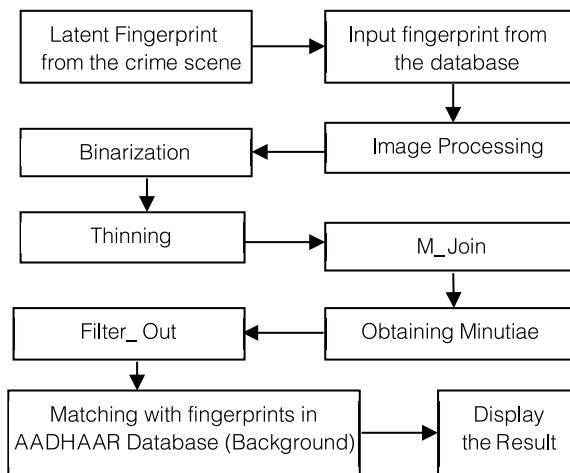 Latent Fingerprint
from the crime scene
Input fingerprint from
the database
Image Processing
Binarization
Thinning
M_Join
Obtaining Minutiae
Filter_ Out
Matching with fingerprints in
AADHAAR Database (Background)
Display
the Result